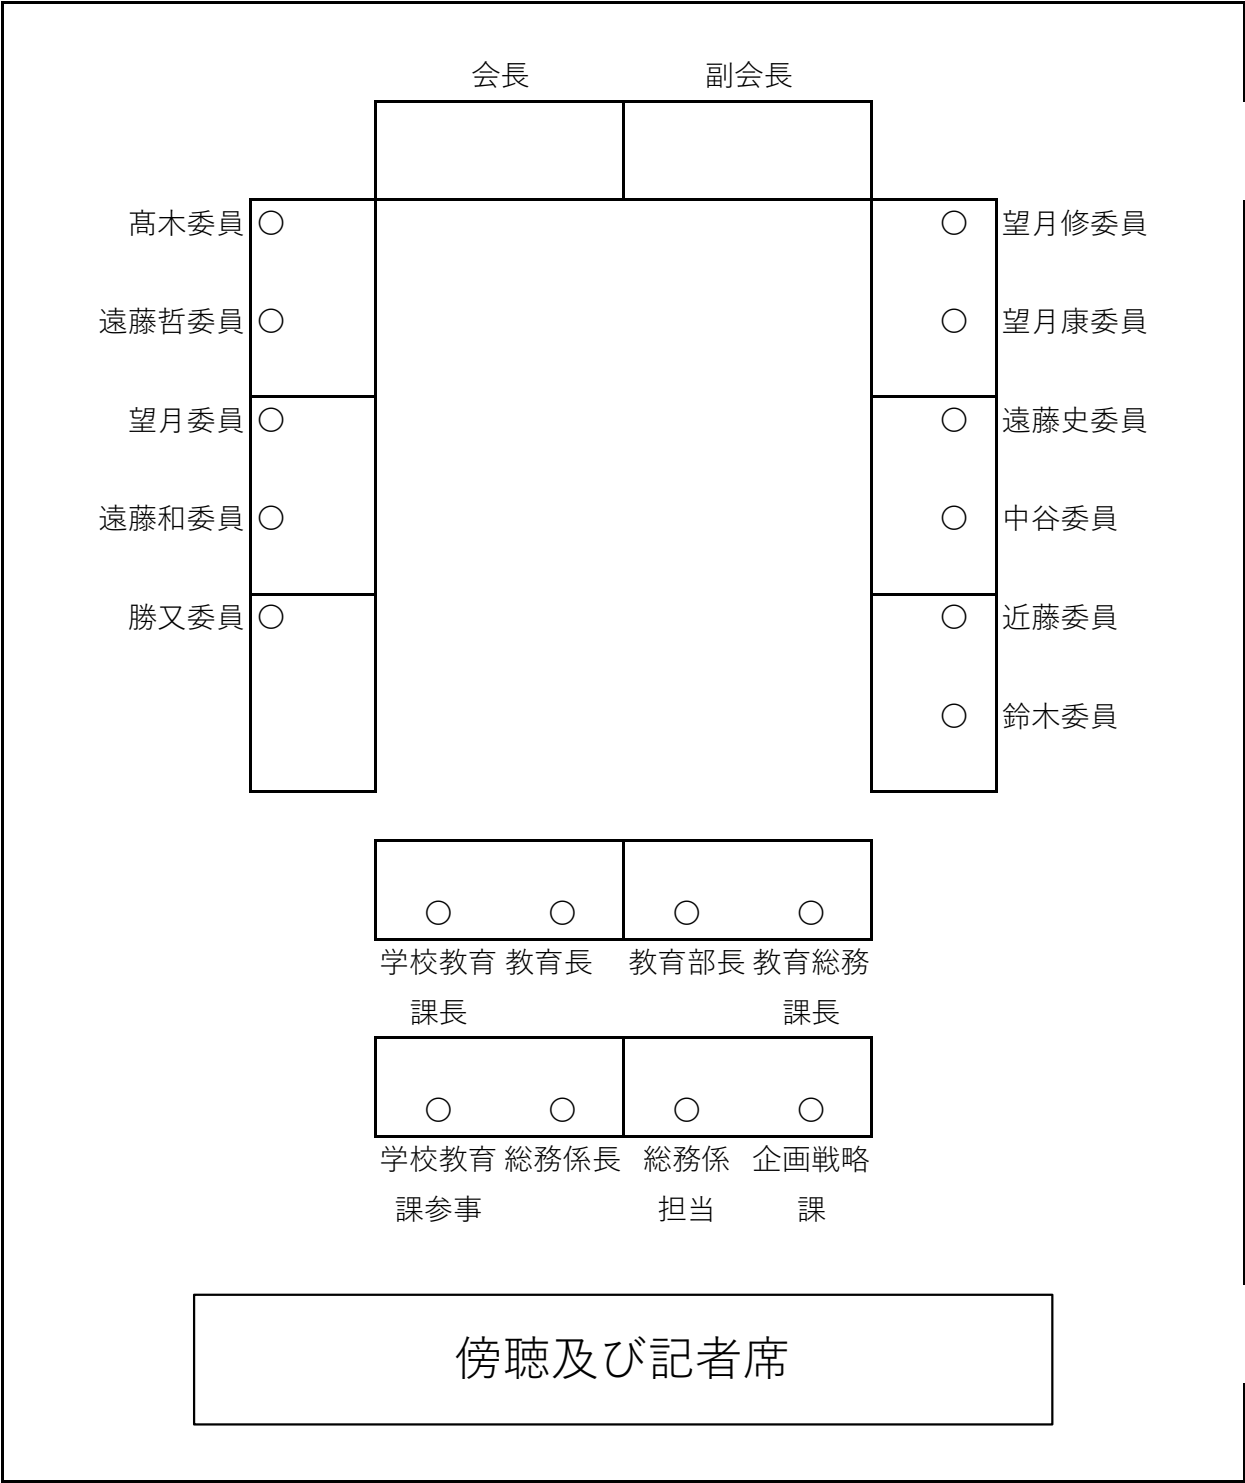 会長 副会長
髙木委員 ○ ○ 望月修委員
遠藤哲委員 ○ ○ 望月康委員
望月委員 ○ ○ 遠藤史委員
遠藤和委員 ○ ○ 中谷委員
勝又委員 ○ ○ 近藤委員
○ 鈴木委員
○ ○ ○ ○
学校教育 教育長 教育部長 教育総務
課長 課長
○ ○ ○ ○
学校教育 総務係長 総務係 企画戦略
課参事 担当 課
傍聴及び記者席